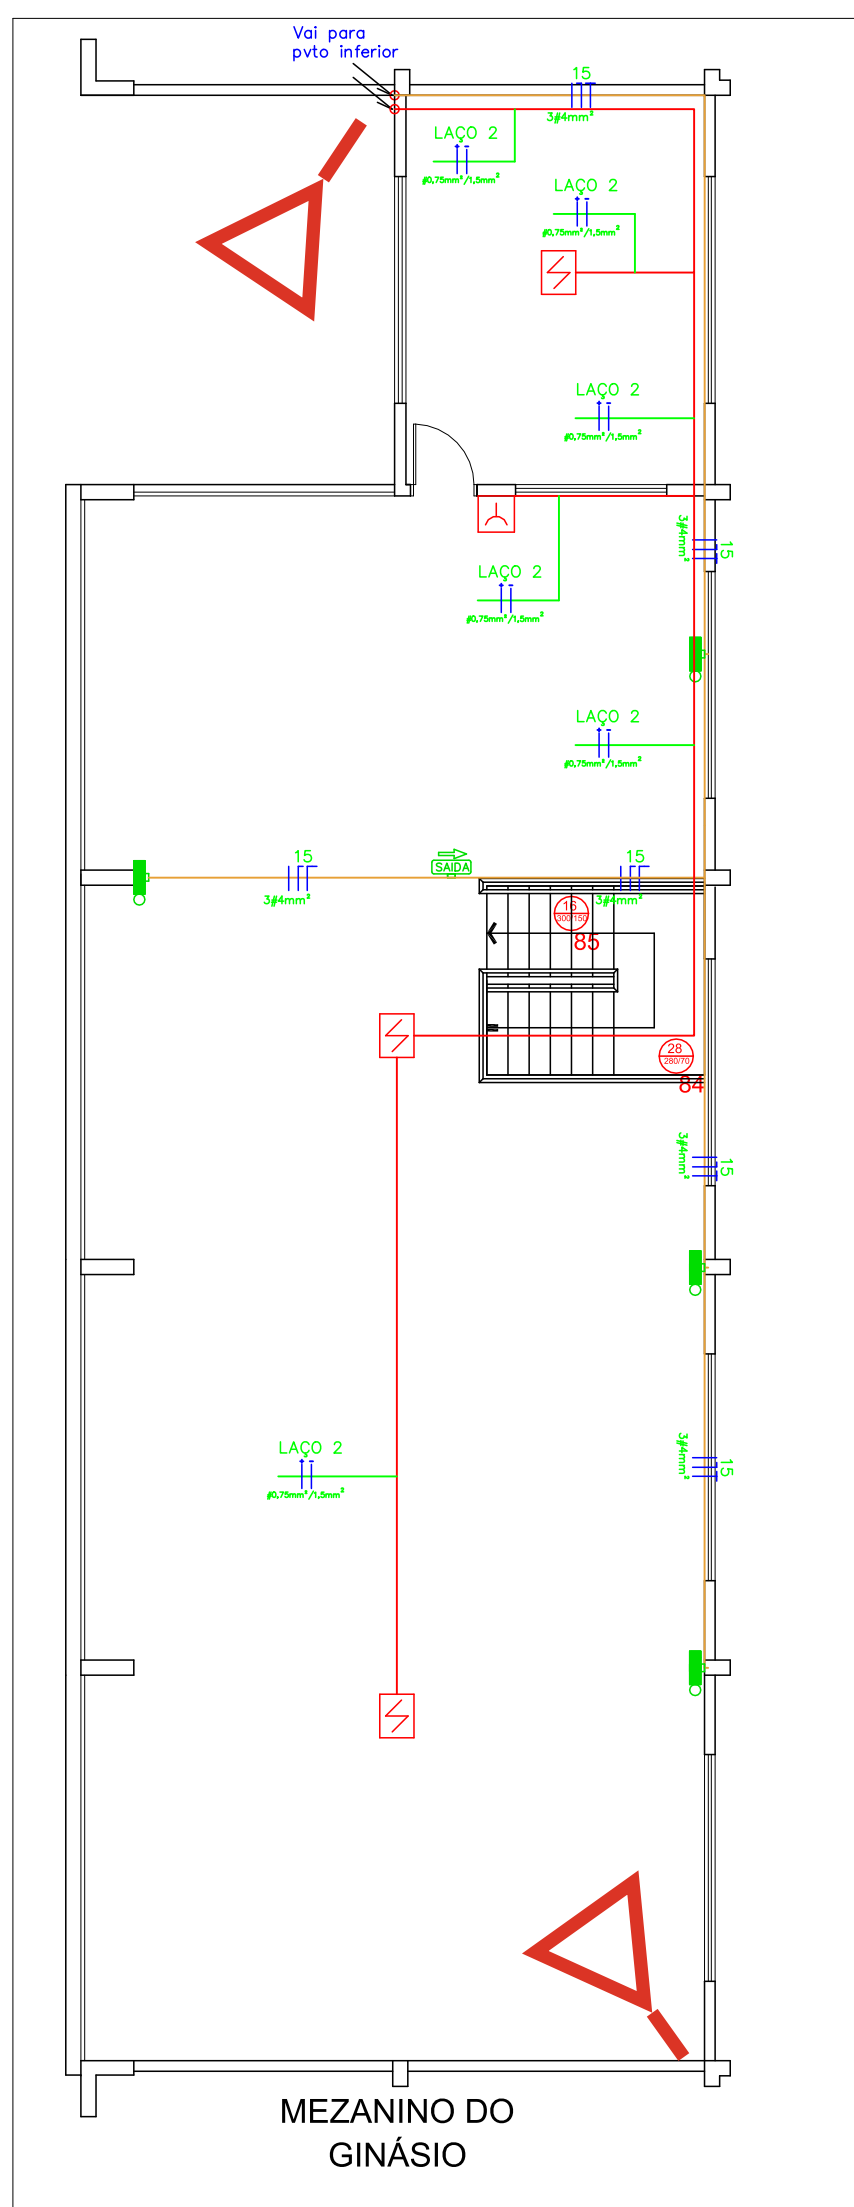 Vai para
pvto inferior
15
3#4mm²
LAÇO 2
#0,75mm²/1,5mm²
LAÇO 2
#0,75mm²/1,5mm²
LAÇO 2
#0,75mm²/1,5mm²
3#4mm²
15
LAÇO 2
#0,75mm²/1,5mm²
LAÇO 2
#0,75mm²/1,5mm²
15
3#4mm²
SAIDA
15
3#4mm²
16
300/150
85
28
280/70
84
3#4mm²
15
LAÇO 2
#0,75mm²/1,5mm²
3#4mm²
15
MEZANINO DO
GINÁSIO